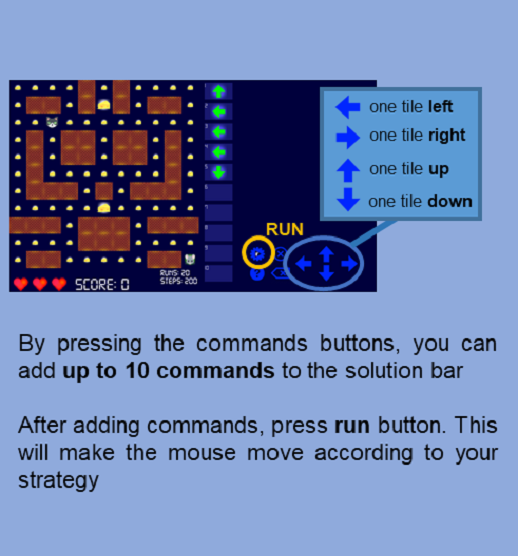 one tile left
one tile right
one tile up
one tile down
RUN
SCORE: 0
RUNS: 20
STEPS: 200
By pressing the commands buttons, you can
add up to 10 commands to the solution bar
After adding commands, press run button. This
will make the mouse move according to your
strategy